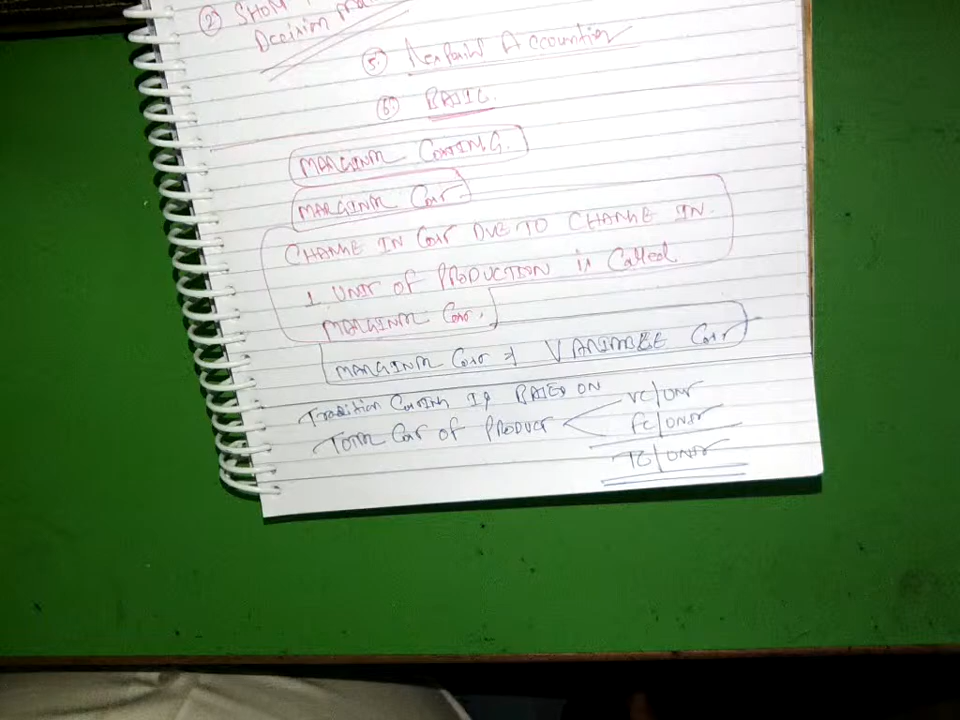 ② SHORT
Decision
⑤ Accounting
⑥ BASIC.
MARGINAL COSTING.
MARGINAL Cost
CHANGE IN Cost DUE TO CHANGE IN
1 UNIT OF PRODUCTION is Called
MARGINAL Cost.
MARGINAL Cost VARIABLE Cost
Tradition Costing IS BASED ON VC/UNIT
TOTAL Cost OF PRODUCT FC/UNIT
TC/UNIT